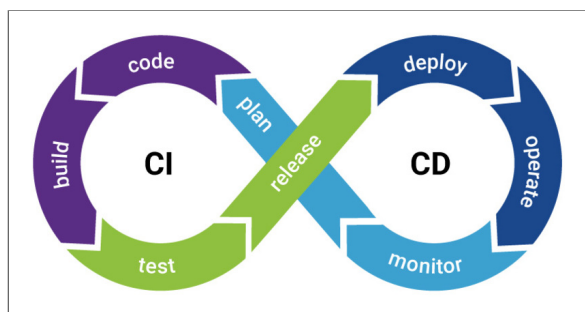 code
deploy
plan
build
CI
release
CD
operate
test
monitor